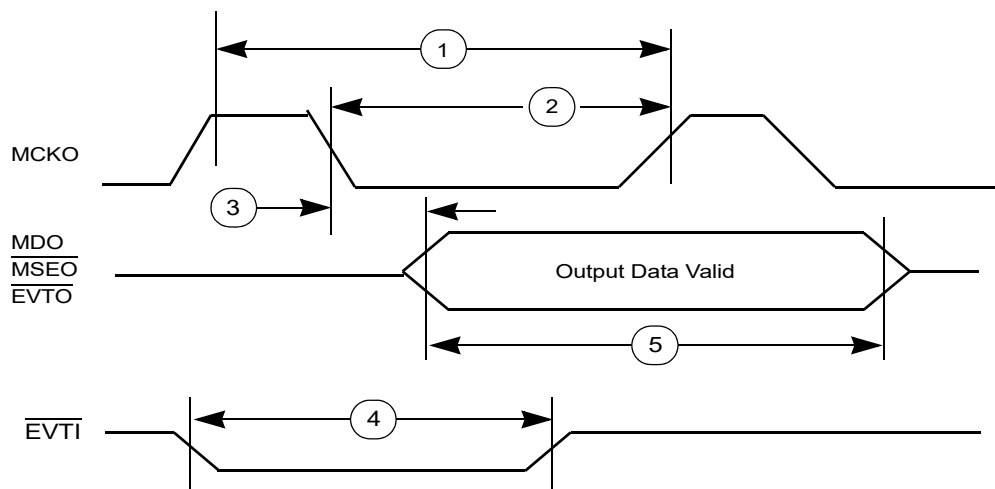 1
2
MCKO
3
MDO
MSEO
EVTO
Output Data Valid
5
4
EVTI